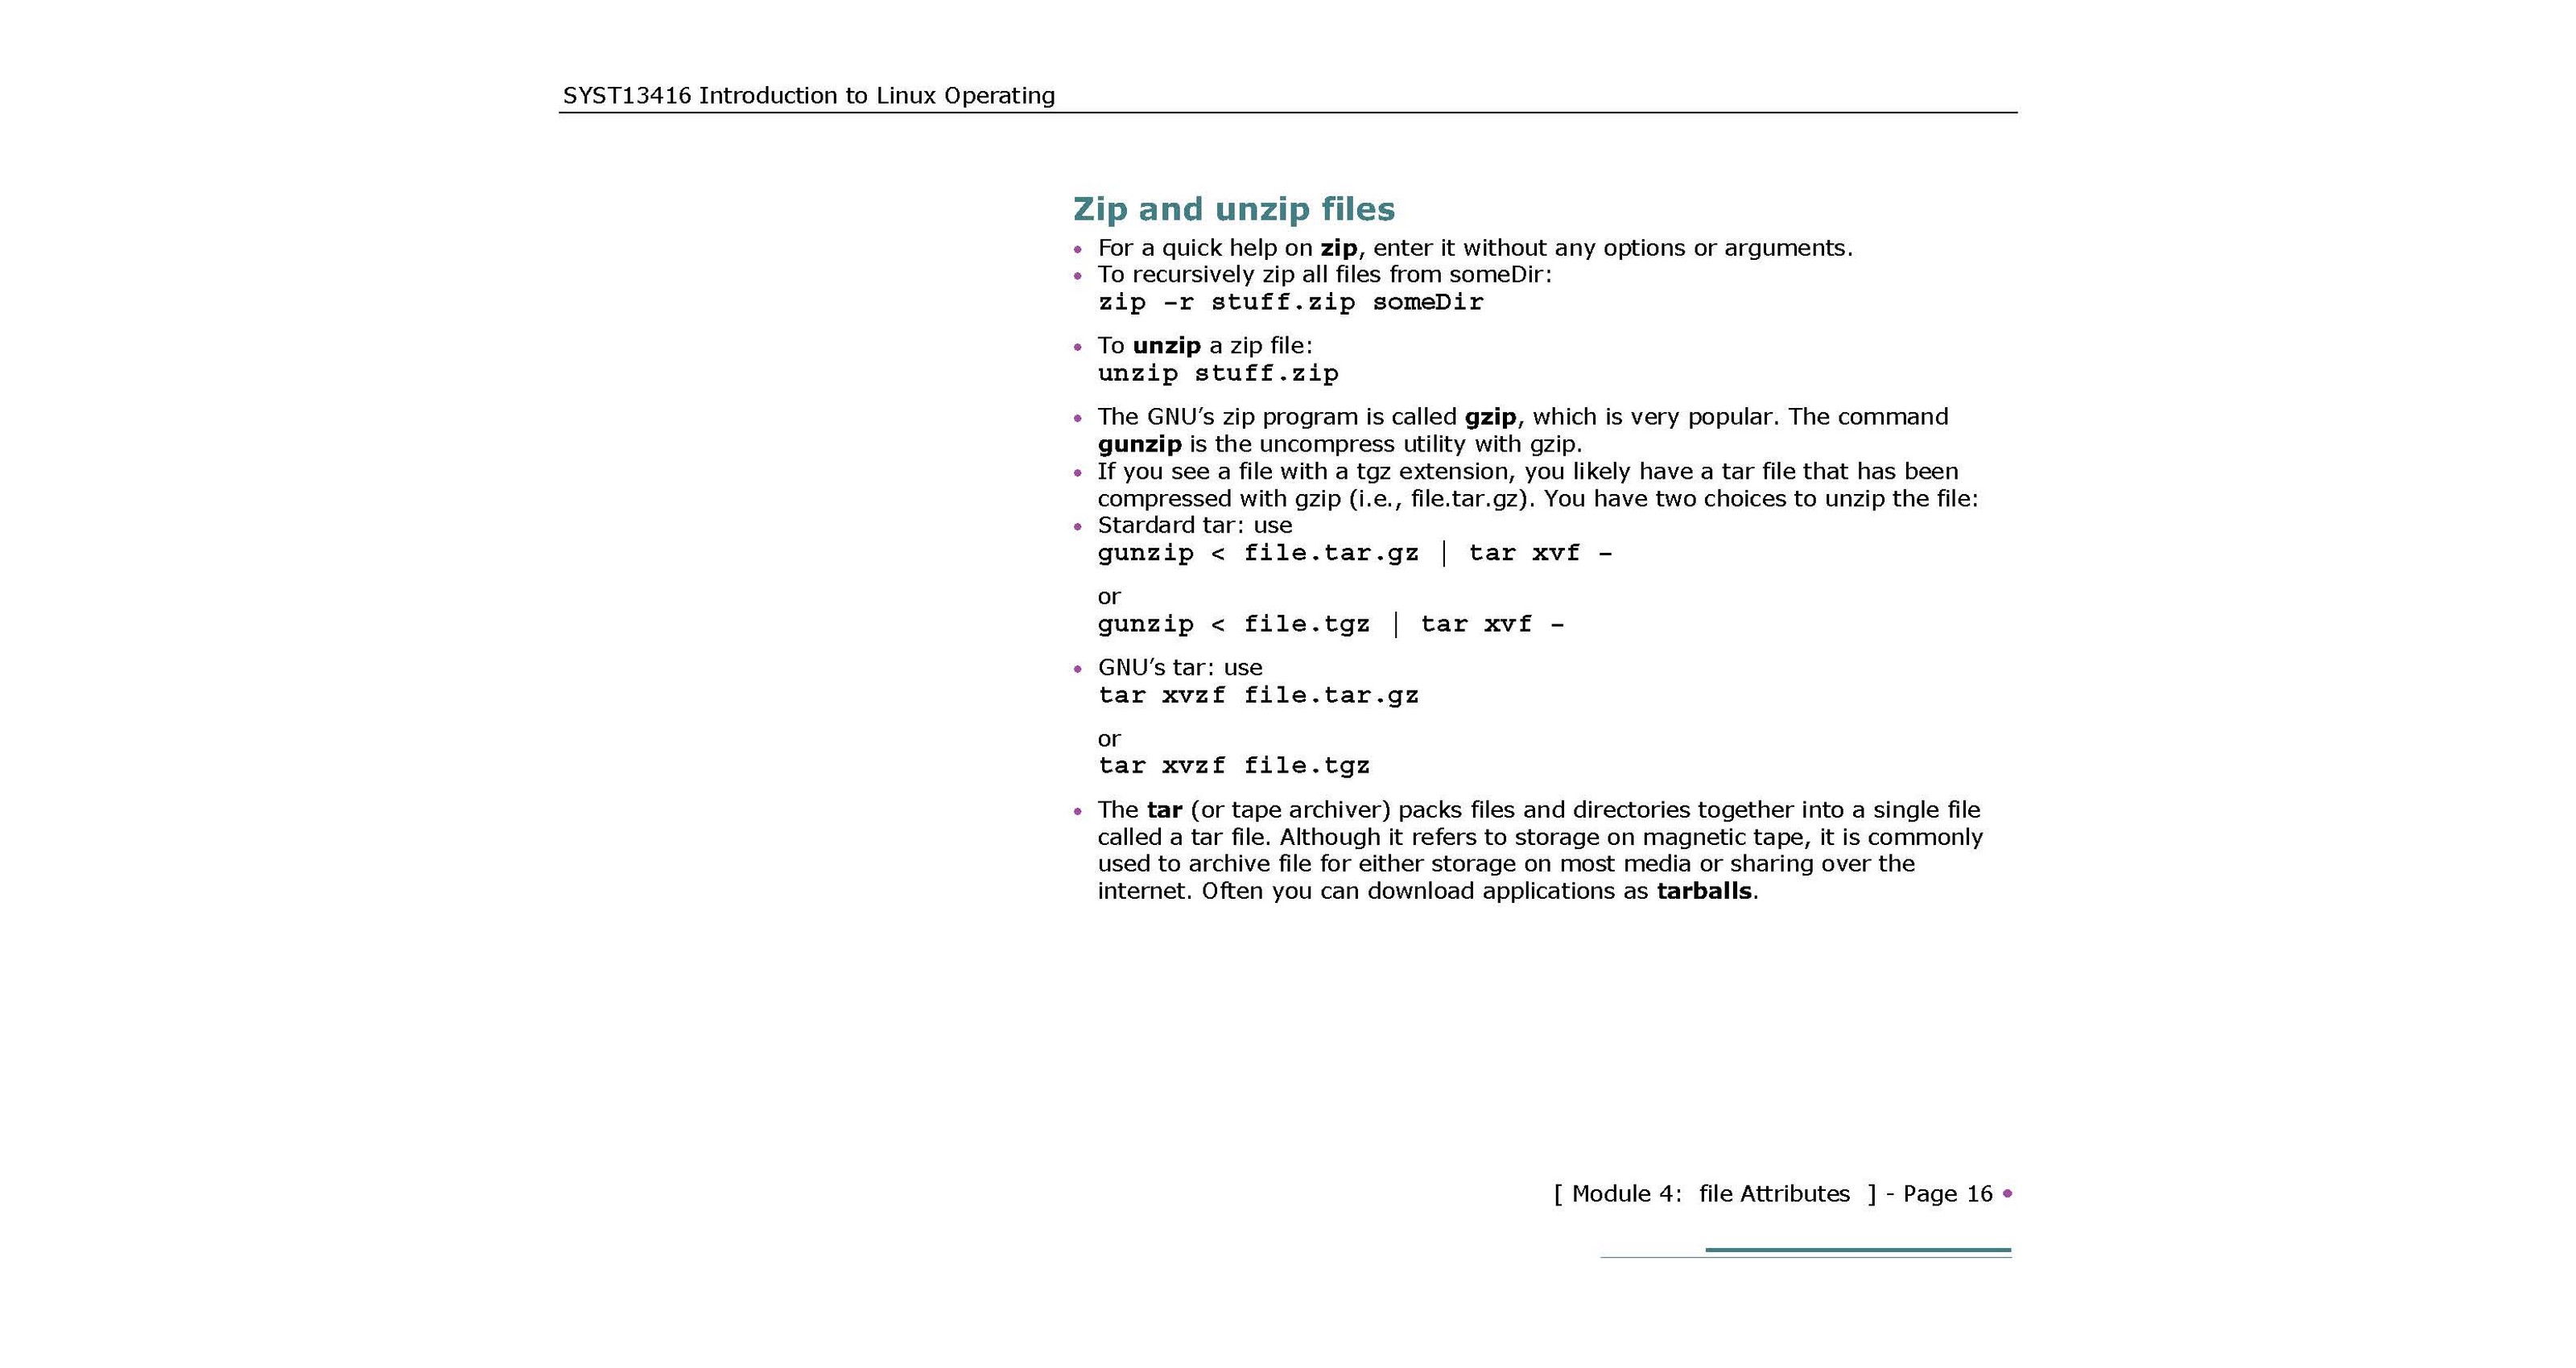 SYST13416 Introduction to Linux Operating
Zip and unzip files
• For a quick help on zip, enter it without any options or arguments.
• To recursively zip all files from someDir:
zip -r stuff.zip someDir
• To unzip a zip file:
unzip stuff.zip
• The GNU’s zip program is called gzip, which is very popular. The command
gunzip is the uncompress utility with gzip.
• If you see a file with a tgz extension, you likely have a tar file that has been
compressed with gzip (i.e., file.tar.gz). You have two choices to unzip the file:
• Stardard tar: use
gunzip < file.tar.gz | tar xvf -
or
gunzip < file.tgz | tar xvf -
• GNU’s tar: use
tar xvzf file.tar.gz
or
tar xvzf file.tgz
• The tar (or tape archiver) packs files and directories together into a single file
called a tar file. Although it refers to storage on magnetic tape, it is commonly
used to archive file for either storage on most media or sharing over the
internet. Often you can download applications as tarballs.
[ Module 4: file Attributes ] - Page 16 •